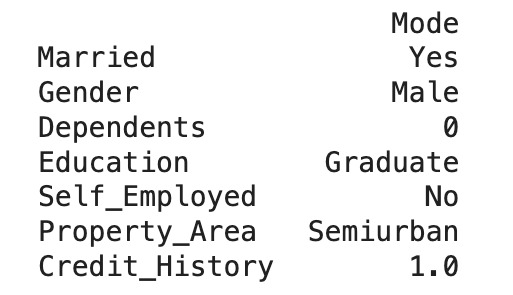 Mode
Married Yes
Gender Male
Dependents 0
Education Graduate
Self_Employed No
Property_Area Semiurban
Credit_History 1.0